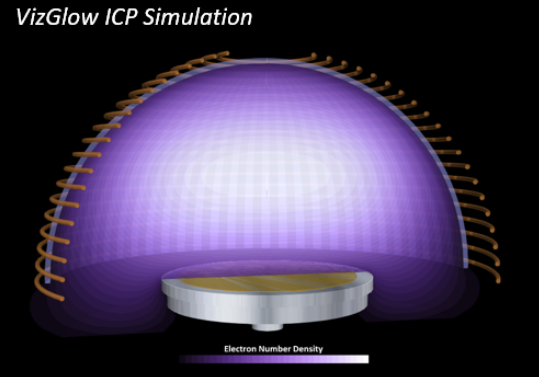 VizGlow ICP Simulation
Electron Number Density